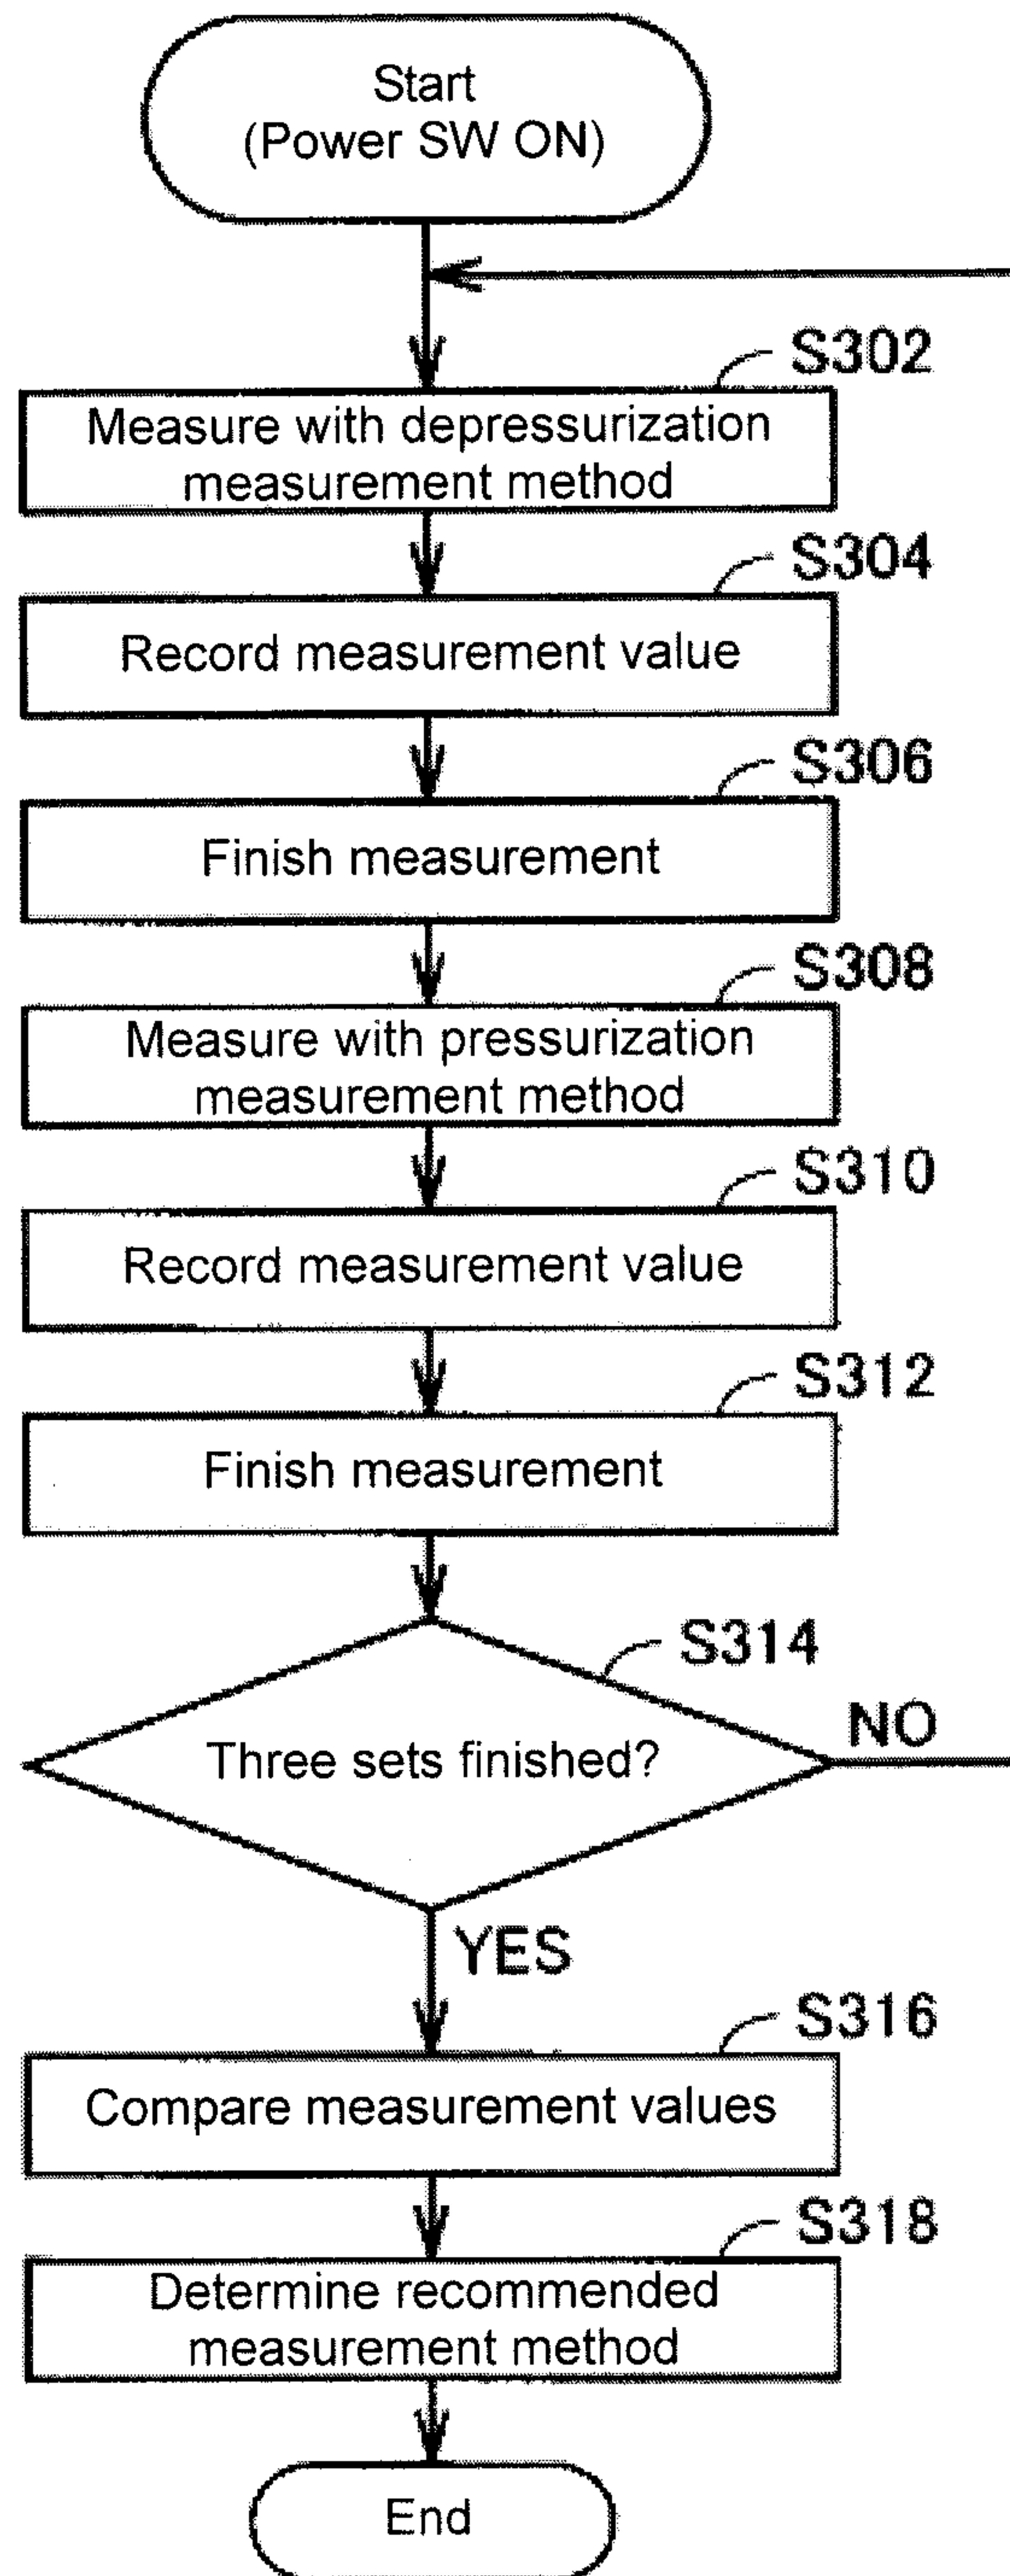 Start
(Power SW ON)
S302
Measure with depressurization
measurement method
S304
Record measurement value
S306
Finish measurement
S308
Measure with pressurization
measurement method
S310
Record measurement value
S312
Finish measurement
S314
Three sets finished?
NO
YES
S316
Compare measurement values
S318
Determine recommended
measurement method
End